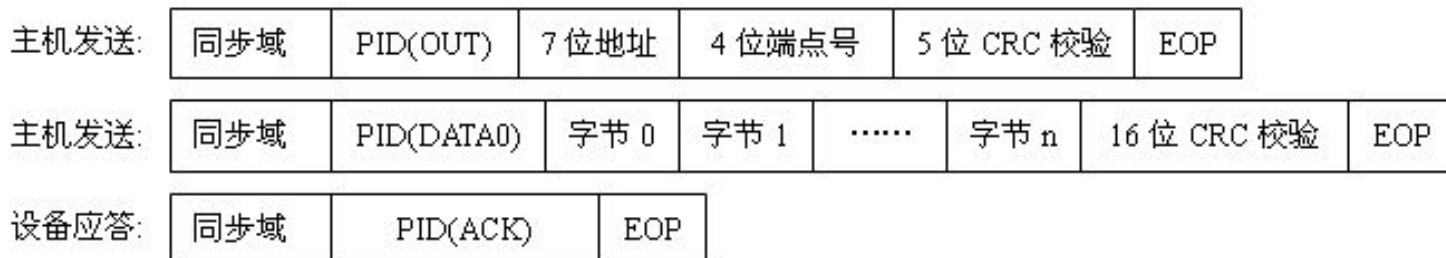 主机发送: 同步域 PID(OUT) 7位地址 4位端点号 5位 CRC 校验 EOP
主机发送: 同步域 PID(DATA0) 字节 0 字节 1 …… 字节 n 16 位 CRC 校验 EOP
设备应答: 同步域 PID(ACK) EOP